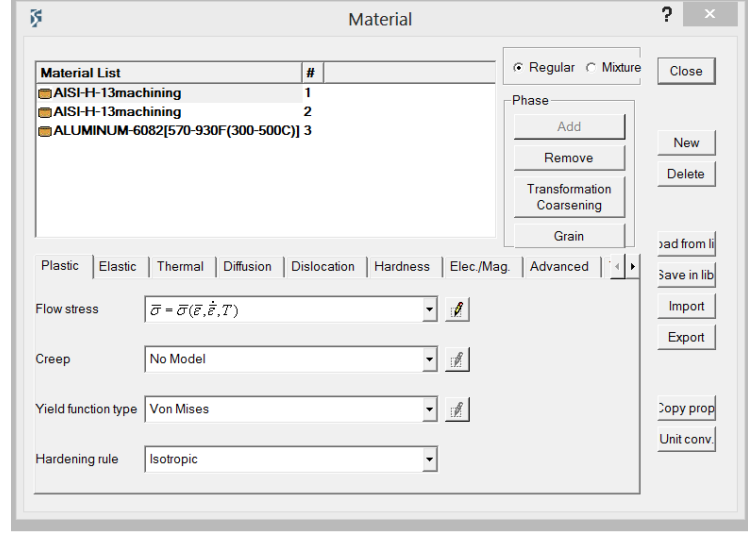 Material
?
×
Material List #
AISI-H-13machining 1
AISI-H-13machining 2
ALUMINUM-6082[570-930F(300-500C)] 3
Regular Mixture
Phase
Add
Remove
Transformation
Coarsening
Grain
Close
New
Delete
oad from li
Save in lib
Import
Export
Copy prop
Unit conv.
Plastic Elastic Thermal Diffusion Dislocation Hardness Elec./Mag. Advanced
Flow stress σ̅ = σ̅(ε̅,ε̅̇,T)
Creep No Model
Yield function type Von Mises
Hardening rule Isotropic